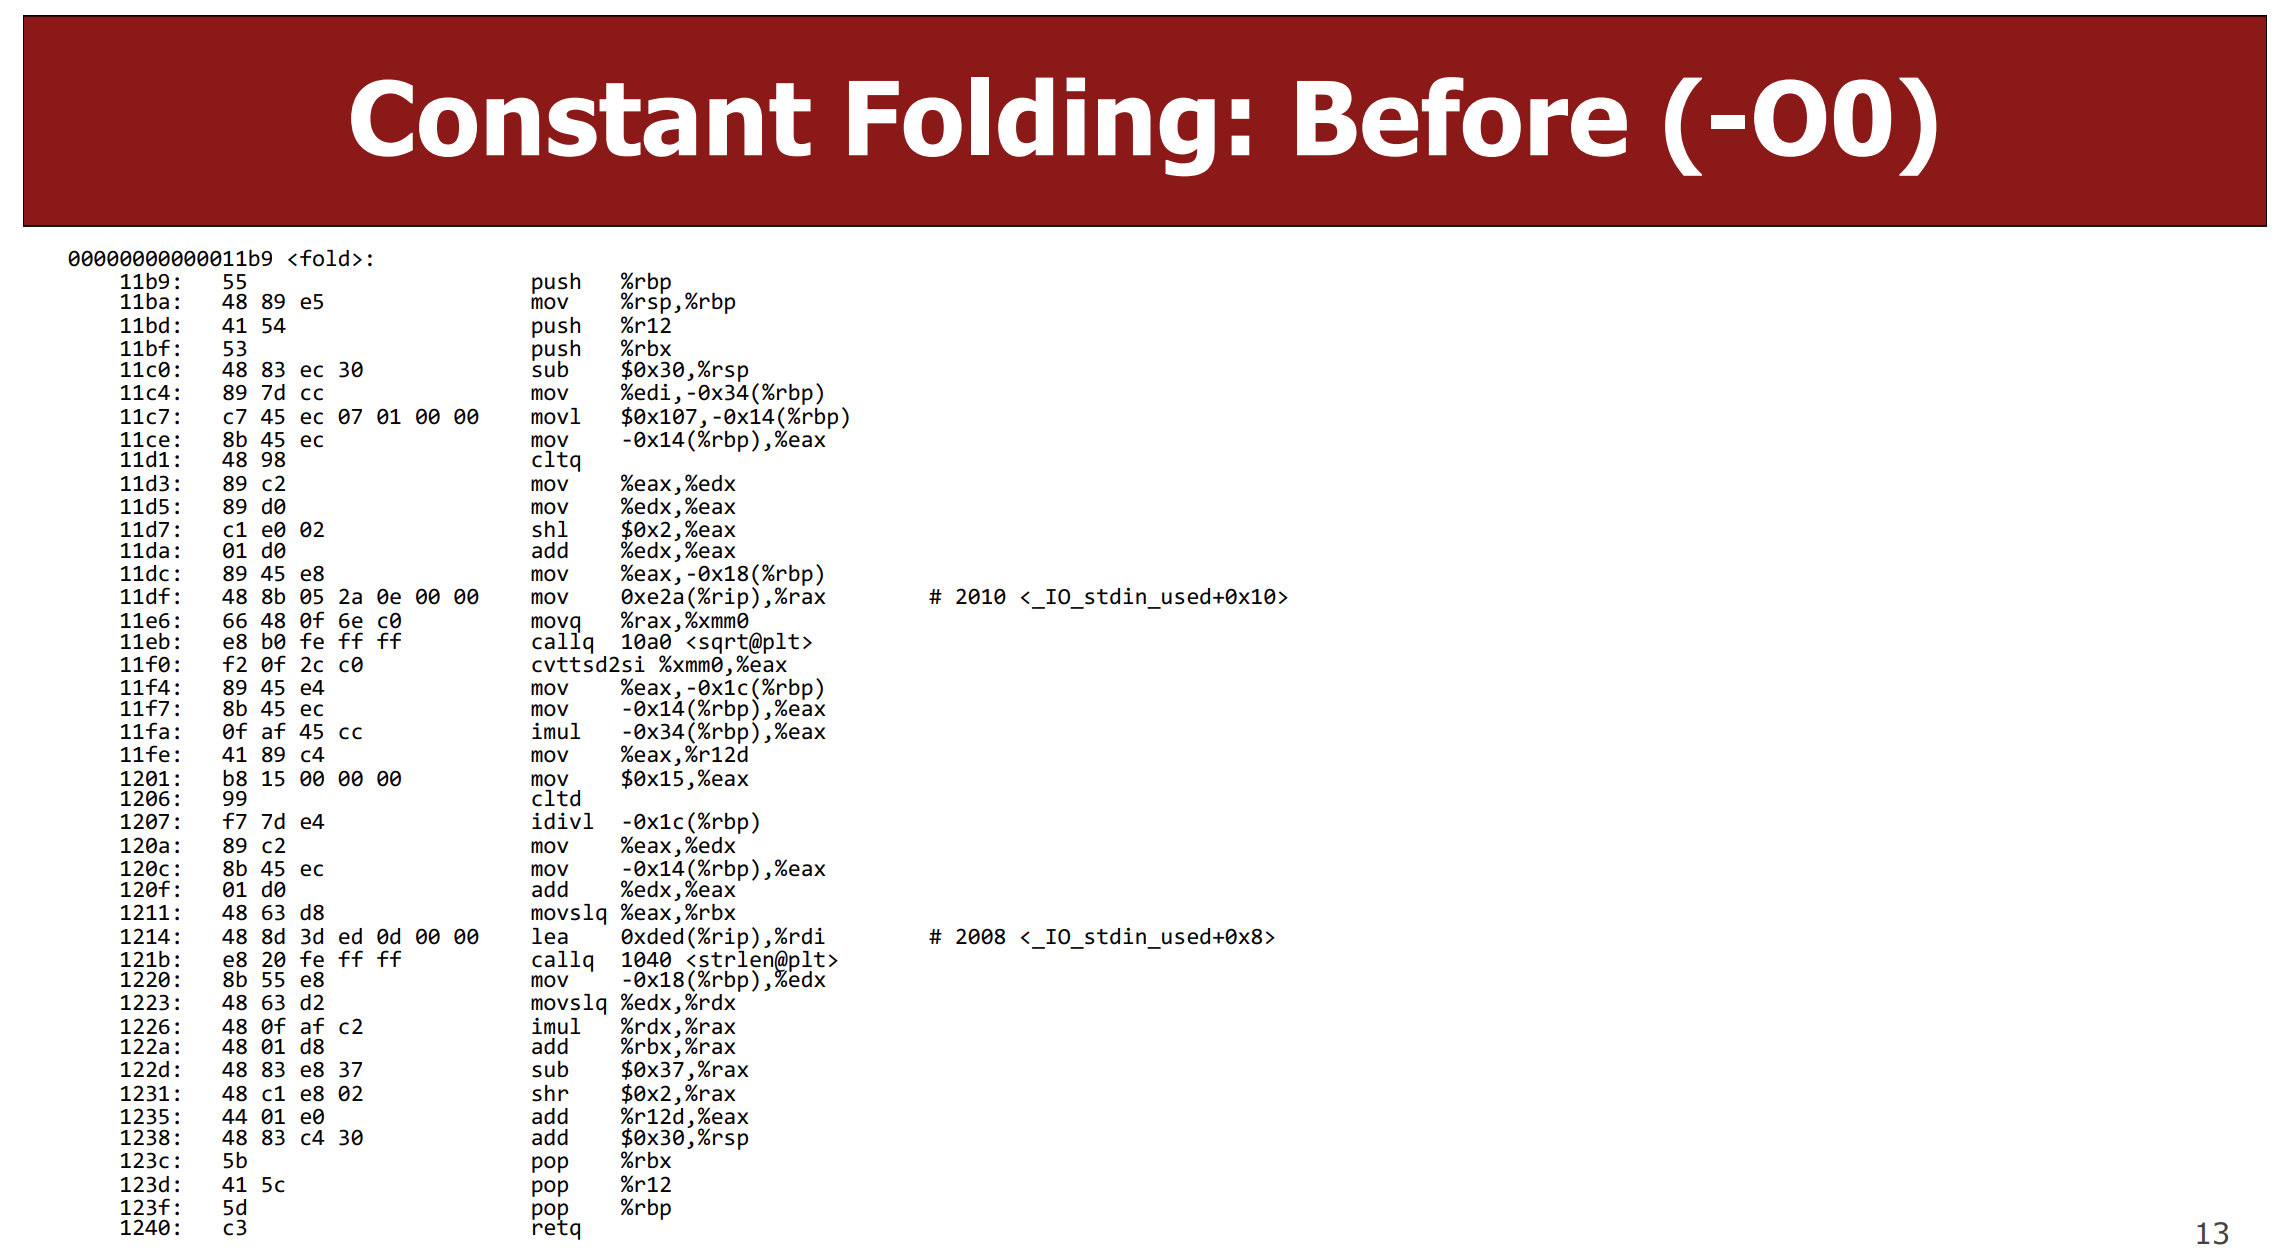 Constant Folding: Before (-O0)
00000000000011b9 <fold>:
11b9: 55 push %rbp
11ba: 48 89 e5 mov %rsp,%rbp
11bd: 41 54 push %r12
11bf: 53 push %rbx
11c0: 48 83 ec 30 sub $0x30,%rsp
11c4: 89 7d cc mov %edi,-0x34(%rbp)
11c7: c7 45 ec 07 01 00 00 movl $0x107,-0x14(%rbp)
11ce: 8b 45 ec mov -0x14(%rbp),%eax
11d1: 48 98 cltq
11d3: 89 c2 mov %eax,%edx
11d5: 89 d0 mov %edx,%eax
11d7: c1 e0 02 shl $0x2,%eax
11da: 01 d0 add %edx,%eax
11dc: 89 45 e8 mov %eax,-0x18(%rbp)
11df: 48 8b 05 2a 0e 00 00 mov 0xe2a(%rip),%rax # 2010 <_IO_stdin_used+0x10>
11e6: 66 48 0f 6e c0 movq %rax,%xmm0
11eb: e8 b0 fe ff ff callq 10a0 <sqrt@plt>
11f0: f2 0f 2c c0 cvttsd2si %xmm0,%eax
11f4: 89 45 e4 mov %eax,-0x1c(%rbp)
11f7: 8b 45 ec mov -0x14(%rbp),%eax
11fa: 0f af 45 cc imul -0x34(%rbp),%eax
11fe: 41 89 c4 mov %eax,%r12d
1201: b8 15 00 00 00 mov $0x15,%eax
1206: 99 cltd
1207: f7 7d e4 idivl -0x1c(%rbp)
120a: 89 c2 mov %eax,%edx
120c: 8b 45 ec mov -0x14(%rbp),%eax
120f: 01 d0 add %edx,%eax
1211: 48 63 d8 movslq %eax,%rbx
1214: 48 8d 3d ed 0d 00 00 lea 0xded(%rip),%rdi # 2008 <_IO_stdin_used+0x8>
121b: e8 20 fe ff ff callq 1040 <strlen@plt>
1220: 8b 55 e8 mov -0x18(%rbp),%edx
1223: 48 63 d2 movslq %edx,%rdx
1226: 48 0f af c2 imul %rdx,%rax
122a: 48 01 d8 add %rbx,%rax
122d: 48 83 e8 37 sub $0x37,%rax
1231: 48 c1 e8 02 shr $0x2,%rax
1235: 44 01 e0 add %r12d,%eax
1238: 48 83 c4 30 add $0x30,%rsp
123c: 5b pop %rbx
123d: 41 5c pop %r12
123f: 5d pop %rbp
1240: c3 retq
13